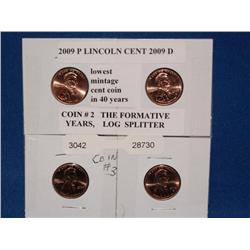 2009 P LINCOLN CENT 2009 D
lowest
mintage
cent coin
in 40 years
COIN # 2 THE FORMATIVE
YEARS, LOG SPLITTER
3042 28730
COIN
#3